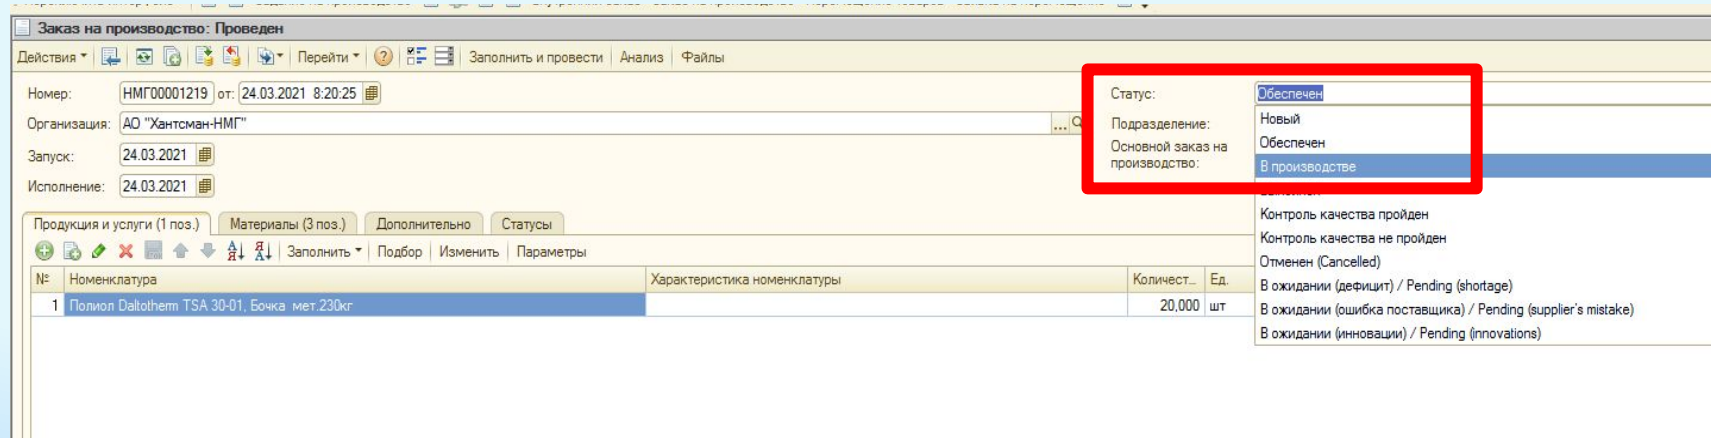 Заказ на производство: Проведен
Действия Перейти Заполнить и провести Анализ Файлы
Номер: НМГ00001219 от: 24.03.2021 8:20:25
Организация: АО "Хантсман-НМГ" ...
Запуск: 24.03.2021
Исполнение: 24.03.2021
Статус: Обеспечен
Подразделение:
Основной заказ на
производство:
Новый
Обеспечен
В производстве
Контроль качества пройден
Контроль качества не пройден
Отменен (Cancelled)
В ожидании (дефицит) / Pending (shortage)
В ожидании (ошибка поставщика) / Pending (supplier's mistake)
В ожидании (инновации) / Pending (innovations)
Продукция и услуги (1 поз.) Материалы (3 поз.) Дополнительно Статусы
Заполнить Подбор Изменить Параметры
№ Номенклатура Характеристика номенклатуры Количест... Ед.
1 Полиол Daltotherm TSA 30-01, Бочка мет.230кг 20,000 шт